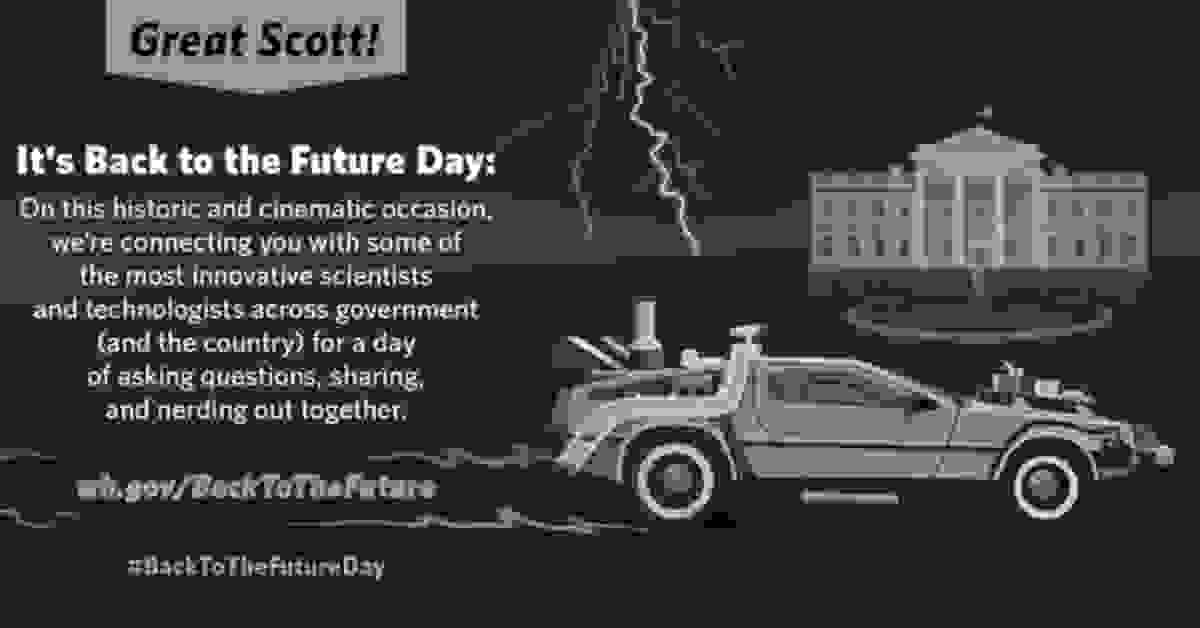 Great Scott!
It's Back to the Future Day:
On this historic and cinematic occasion,
we're connecting you with some of
the most innovative scientists
and technologists across government
(and the country) for a day
of asking questions, sharing,
and nerding out together.
wh.gov/BackToTheFuture
#BackToTheFutureDay